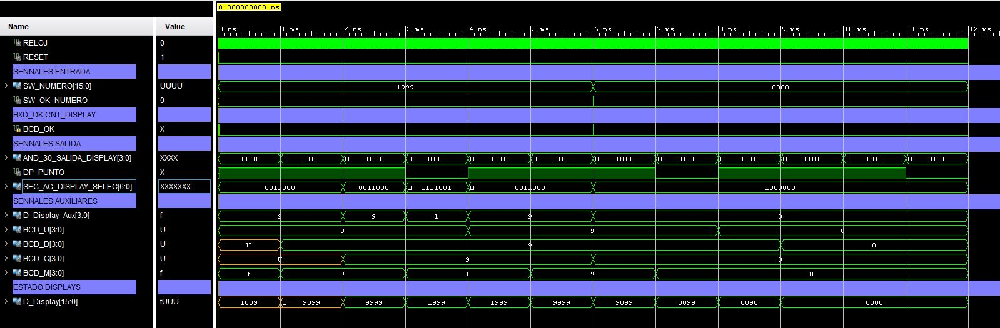 0.000000000 ms
Name Value
0 ms 1 ms 2 ms 3 ms 4 ms 5 ms 6 ms 7 ms 8 ms 9 ms 10 ms 11 ms 12 ms
RELOJ 0
RESET 1
SENNALES ENTRADA
SW_NUMERO[15:0] UUUU 1999 0000
SW_OK_NUMERO 0
BXD_OK CNT_DISPLAY
BCD_OK X
SENNALES SALIDA
AND_30_SALIDA_DISPLAY[3:0] XXXX 1110 1101 1011 0111 1110 1101 1011 0111 1110 1101 1011 0111
DP_PUNTO X
SEG_AG_DISPLAY_SELEC[6:0] XXXXXXX 0011000 0011000 1111001 0011000 1000000
SENNALES AUXILIARES
D_Display_Aux[3:0] f 9 9 1 9 0
BCD_U[3:0] U 9 9 0
BCD_D[3:0] U U 9 0
BCD_C[3:0] U U 9 0
BCD_M[3:0] f f 9 1 9 0
ESTADO DISPLAYS
D_Display[15:0] fUUU fUU9 9U99 9999 1999 1999 9999 9099 0099 0090 0000